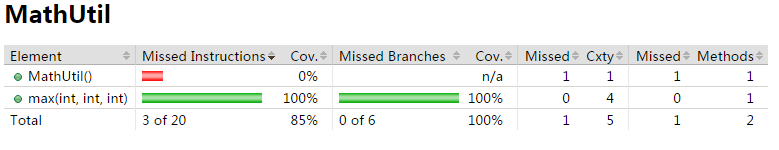 MathUtil
Element Missed Instructions Cov. Missed Branches Cov. Missed Cxty Missed Methods
MathUtil() 0% n/a 1 1 1 1
max(int, int, int) 100% 100% 0 4 0 1
Total 3 of 20 85% 0 of 6 100% 1 5 1 2